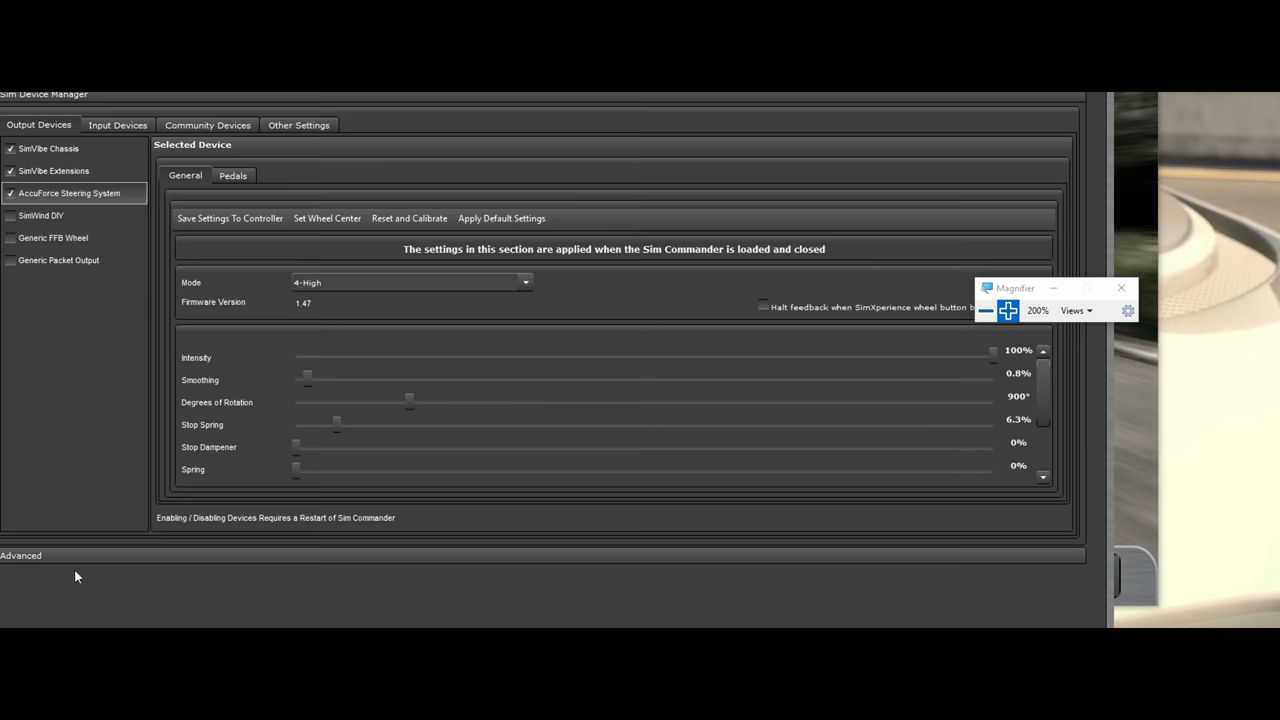 Sim Device Manager
Output Devices Input Devices Community Devices Other Settings
SimVibe Chassis
SimVibe Extensions
AccuForce Steering System
SimWind DIY
Generic FFB Wheel
Generic Packet Output
Selected Device
General Pedals
Save Settings To Controller Set Wheel Center Reset and Calibrate Apply Default Settings
The settings in this section are applied when the Sim Commander is loaded and closed
Mode 4-High
Firmware Version 1.47
Halt feedback when SimXperience wheel button b
Magnifier
200% Views
Intensity 100%
Smoothing 0.8%
Degrees of Rotation 900°
Stop Spring 6.3%
Stop Dampener 0%
Spring 0%
Enabling / Disabling Devices Requires a Restart of Sim Commander
Advanced